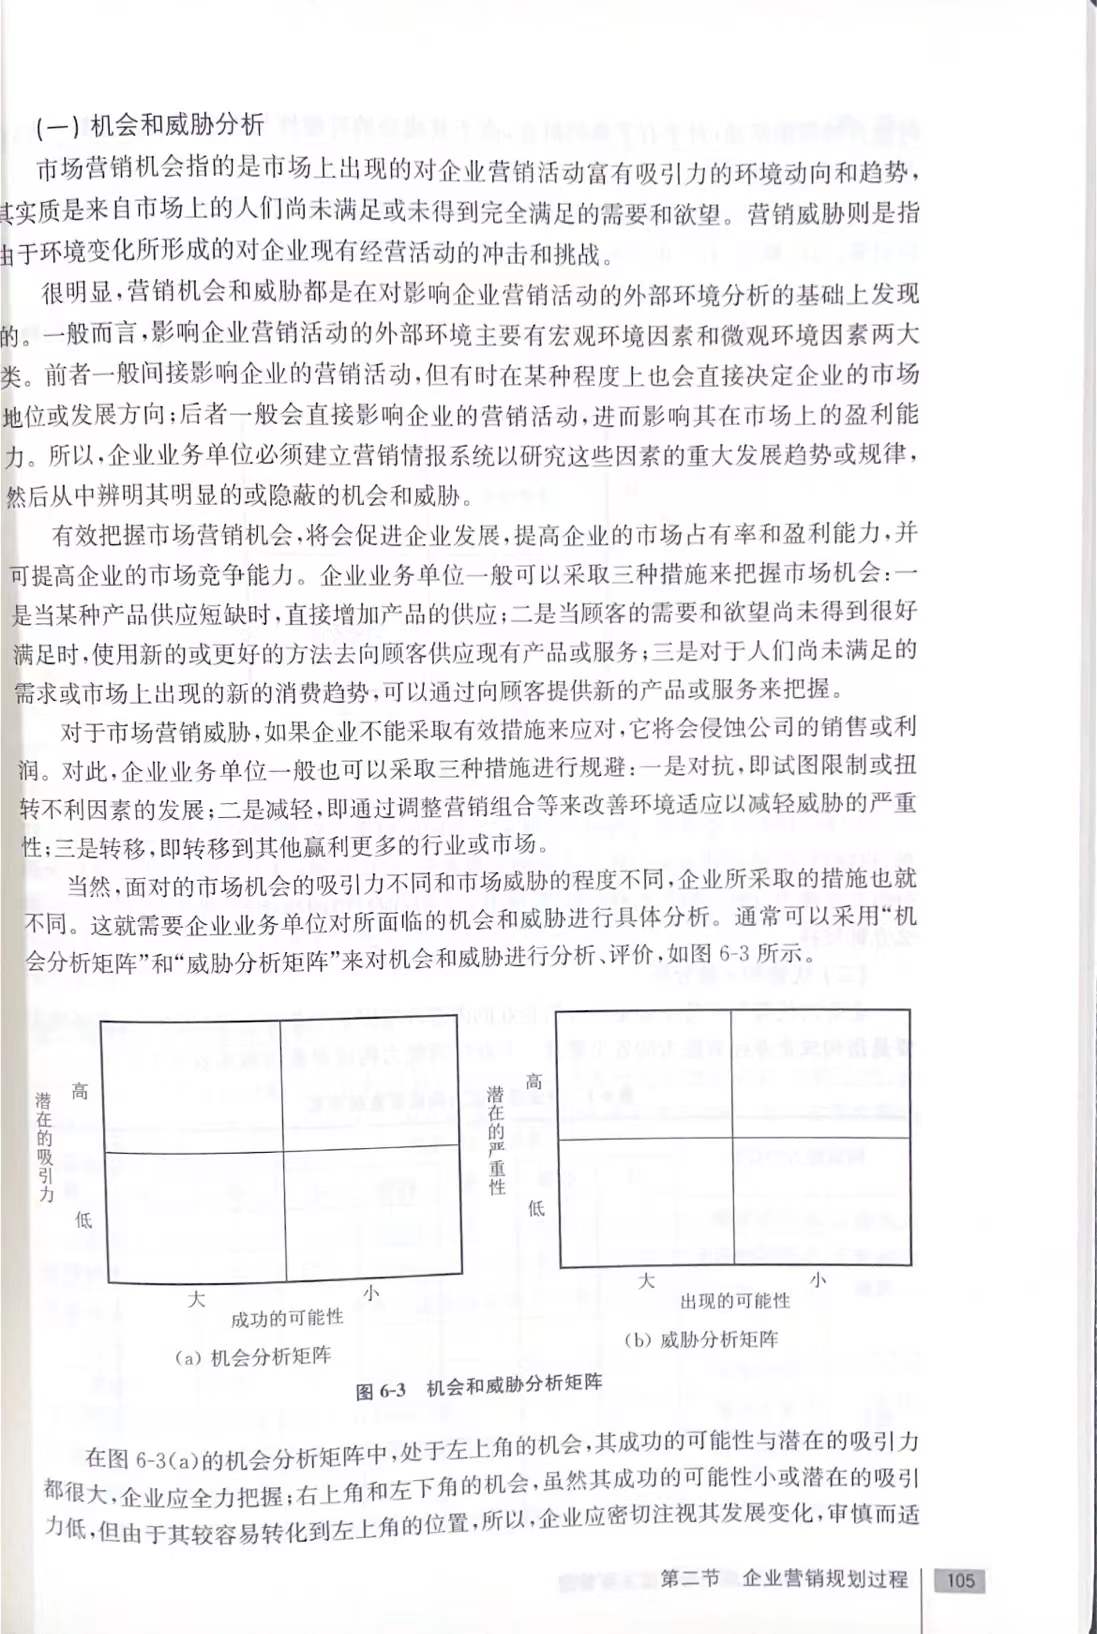 (一)机会和威胁分析
市场营销机会指的是市场上出现的对企业营销活动富有吸引力的环境动向和趋势，
其实质是来自市场上的人们尚未满足或未得到完全满足的需要和欲望。营销威胁则是指
由于环境变化所形成的对企业现有经营活动的冲击和挑战。
很明显，营销机会和威胁都是在对影响企业营销活动的外部环境分析的基础上发现
的。一般而言，影响企业营销活动的外部环境主要有宏观环境因素和微观环境因素两大
类。前者一般间接影响企业的营销活动，但有时在某种程度上也会直接决定企业的市场
地位或发展方向；后者一般会直接影响企业的营销活动，进而影响其在市场上的盈利能
力。所以，企业业务单位必须建立营销情报系统以研究这些因素的重大发展趋势或规律，
然后从中辨明其明显的或隐蔽的机会和威胁。
有效把握市场营销机会，将会促进企业发展，提高企业的市场占有率和盈利能力，并
可提高企业的市场竞争能力。企业业务单位一般可以采取三种措施来把握市场机会：一
是当某种产品供应短缺时，直接增加产品的供应；二是当顾客的需要和欲望尚未得到很好
满足时，使用新的或更好的方法去向顾客供应现有产品或服务；三是对于人们尚未满足的
需求或市场上出现的新的消费趋势，可以通过向顾客提供新的产品或服务来把握。
对于市场营销威胁，如果企业不能采取有效措施来应对，它将会侵蚀公司的销售或利
润。对此，企业业务单位一般也可以采取三种措施进行规避：一是对抗，即试图限制或扭
转不利因素的发展；二是减轻，即通过调整营销组合等来改善环境适应以减轻威胁的严重
性；三是转移，即转移到其他赢利更多的行业或市场。
当然，面对的市场机会的吸引力不同和市场威胁的程度不同，企业所采取的措施也就
不同。这就需要企业业务单位对所面临的机会和威胁进行具体分析。通常可以采用“机
会分析矩阵”和“威胁分析矩阵”来对机会和威胁进行分析、评价，如图 6-3 所示。
潜在的吸引力
高
低
大
小
成功的可能性
(a) 机会分析矩阵
潜在的严重性
高
低
大
小
出现的可能性
(b) 威胁分析矩阵
图 6-3 机会和威胁分析矩阵
在图 6-3(a)的机会分析矩阵中，处于左上角的机会，其成功的可能性与潜在的吸引力
都很大，企业应全力把握；右上角和左下角的机会，虽然其成功的可能性小或潜在的吸引
力低，但由于其较容易转化到左上角的位置，所以，企业应密切注视其发展变化，审慎而适
第二节 企业营销规划过程 105